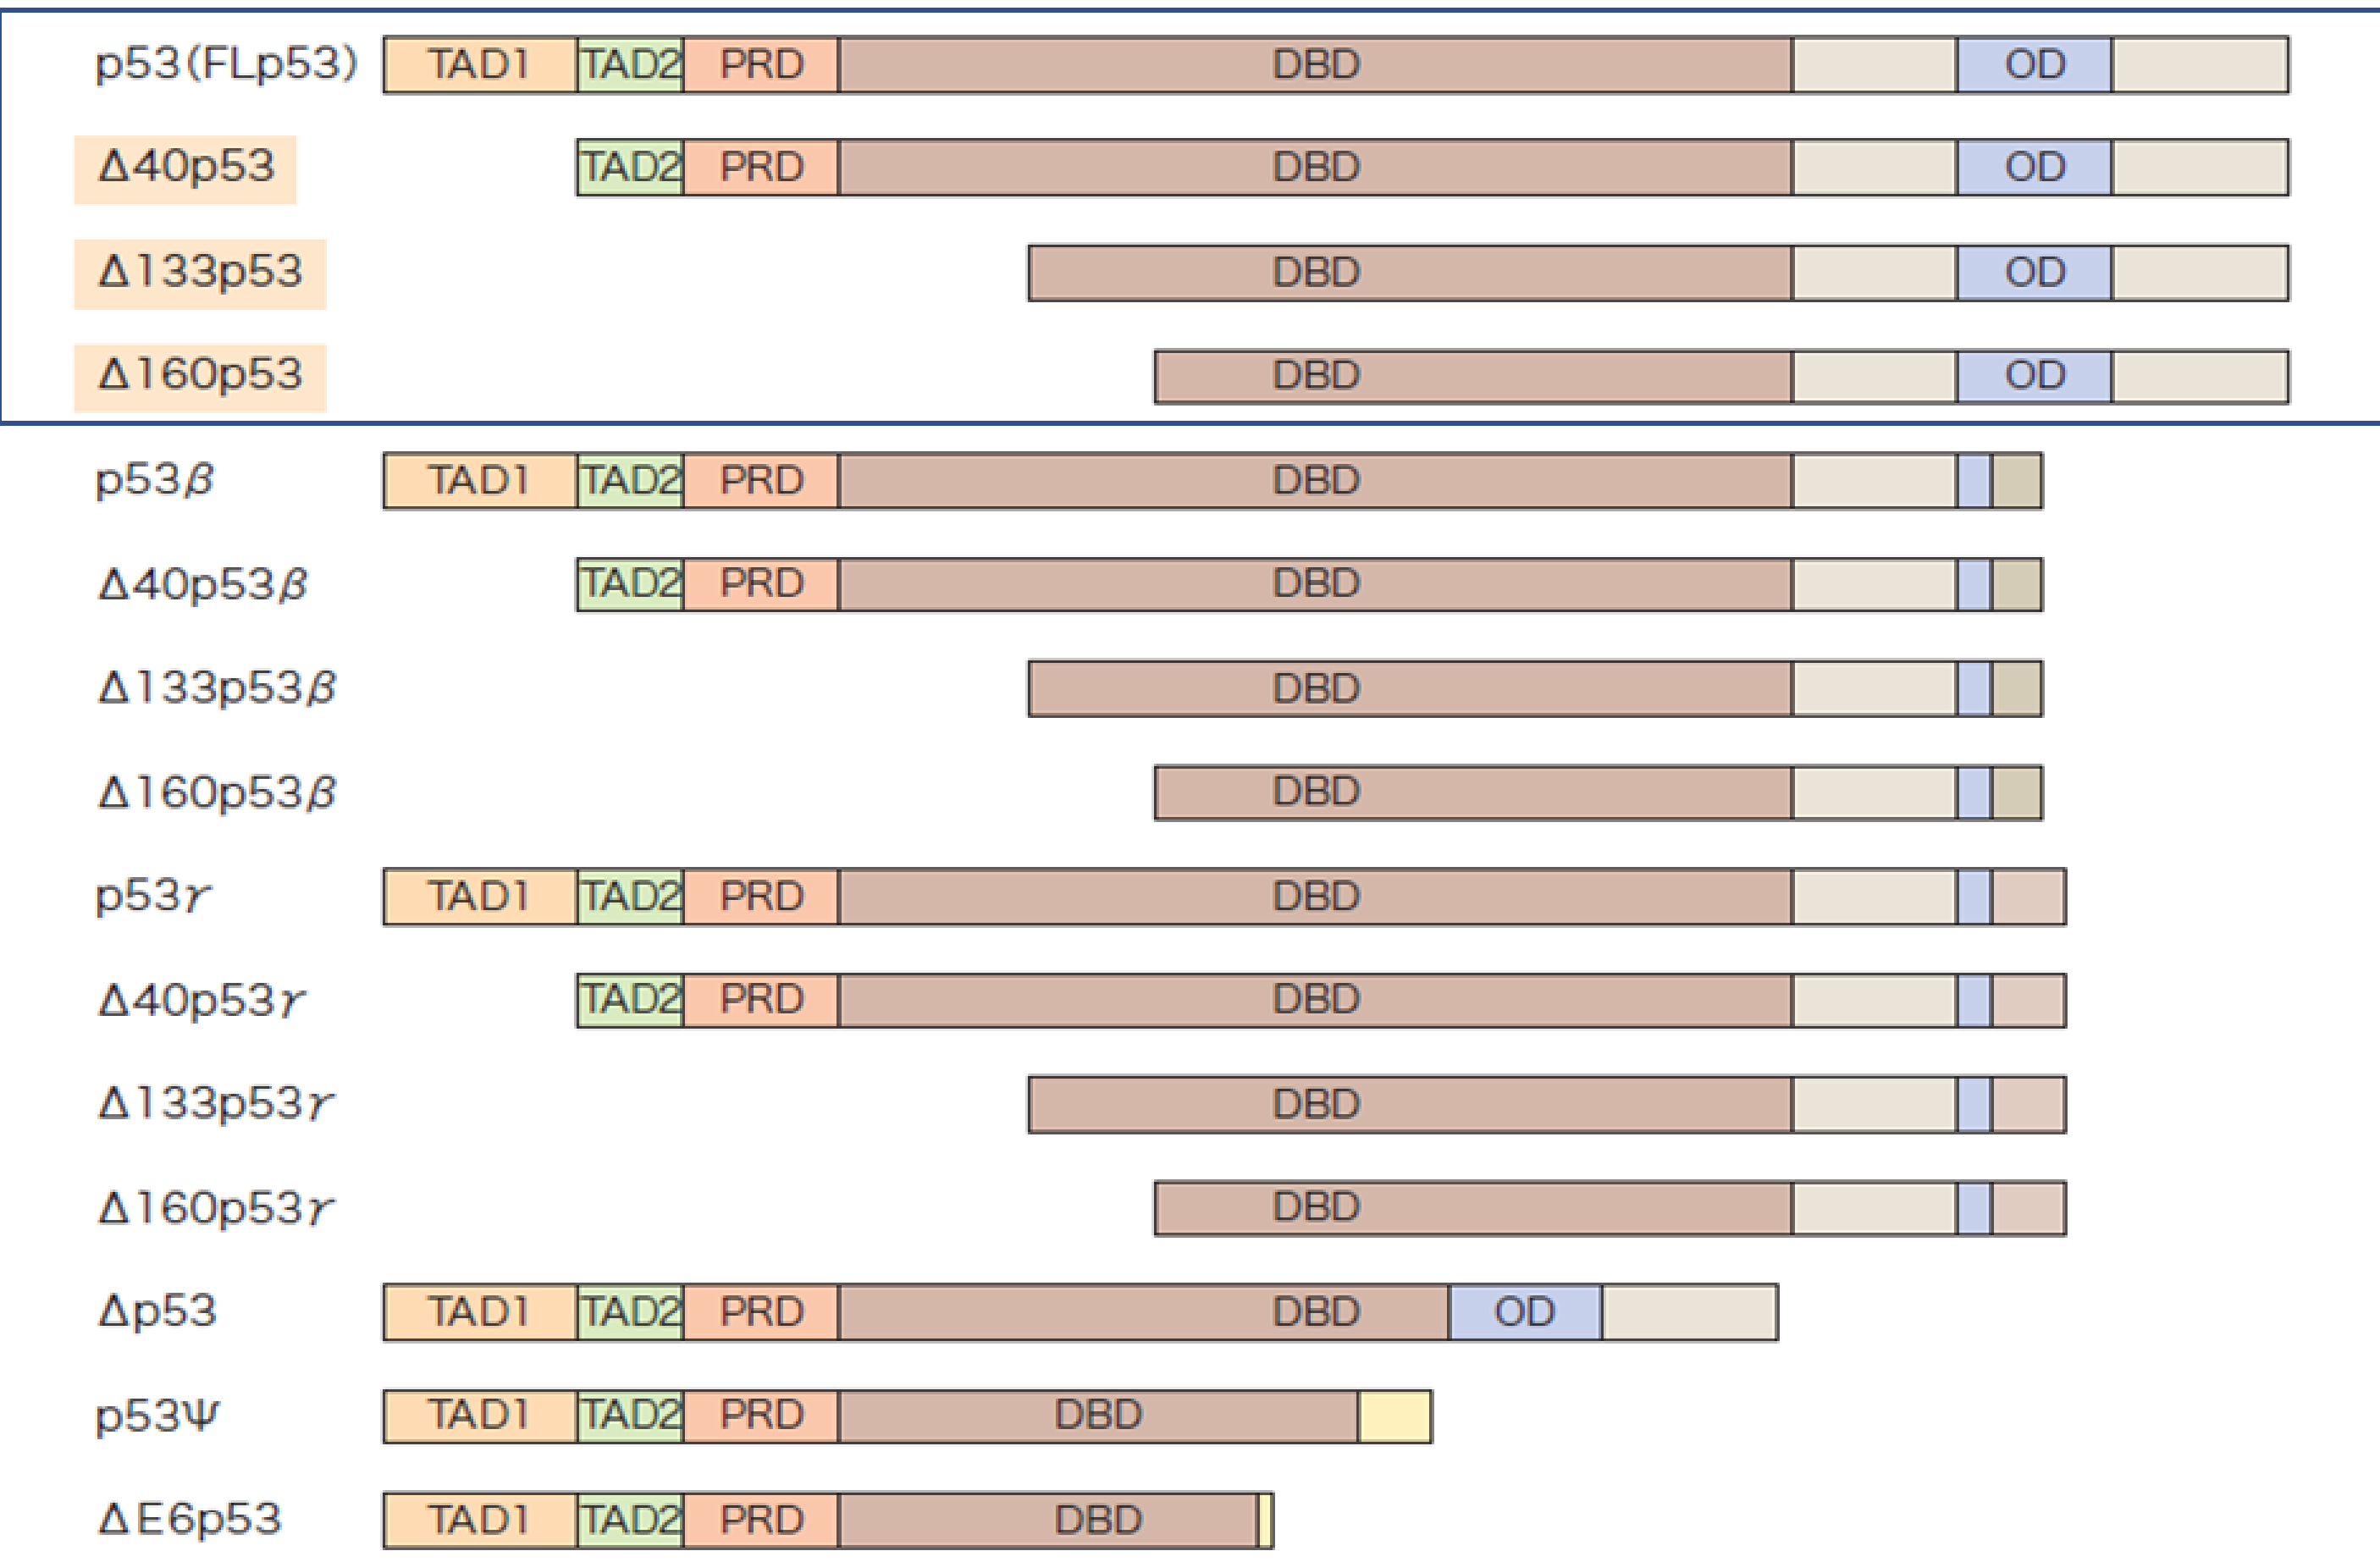 p53(FLp53) TAD1 TAD2 PRD DBD OD
Δ40p53 TAD2 PRD DBD OD
Δ133p53 DBD OD
Δ160p53 DBD OD
p53β TAD1 TAD2 PRD DBD
Δ40p53β TAD2 PRD DBD
Δ133p53β DBD
Δ160p53β DBD
p53γ TAD1 TAD2 PRD DBD
Δ40p53γ TAD2 PRD DBD
Δ133p53γ DBD
Δ160p53γ DBD
Δp53 TAD1 TAD2 PRD DBD OD
p53Ψ TAD1 TAD2 PRD DBD
ΔE6p53 TAD1 TAD2 PRD DBD